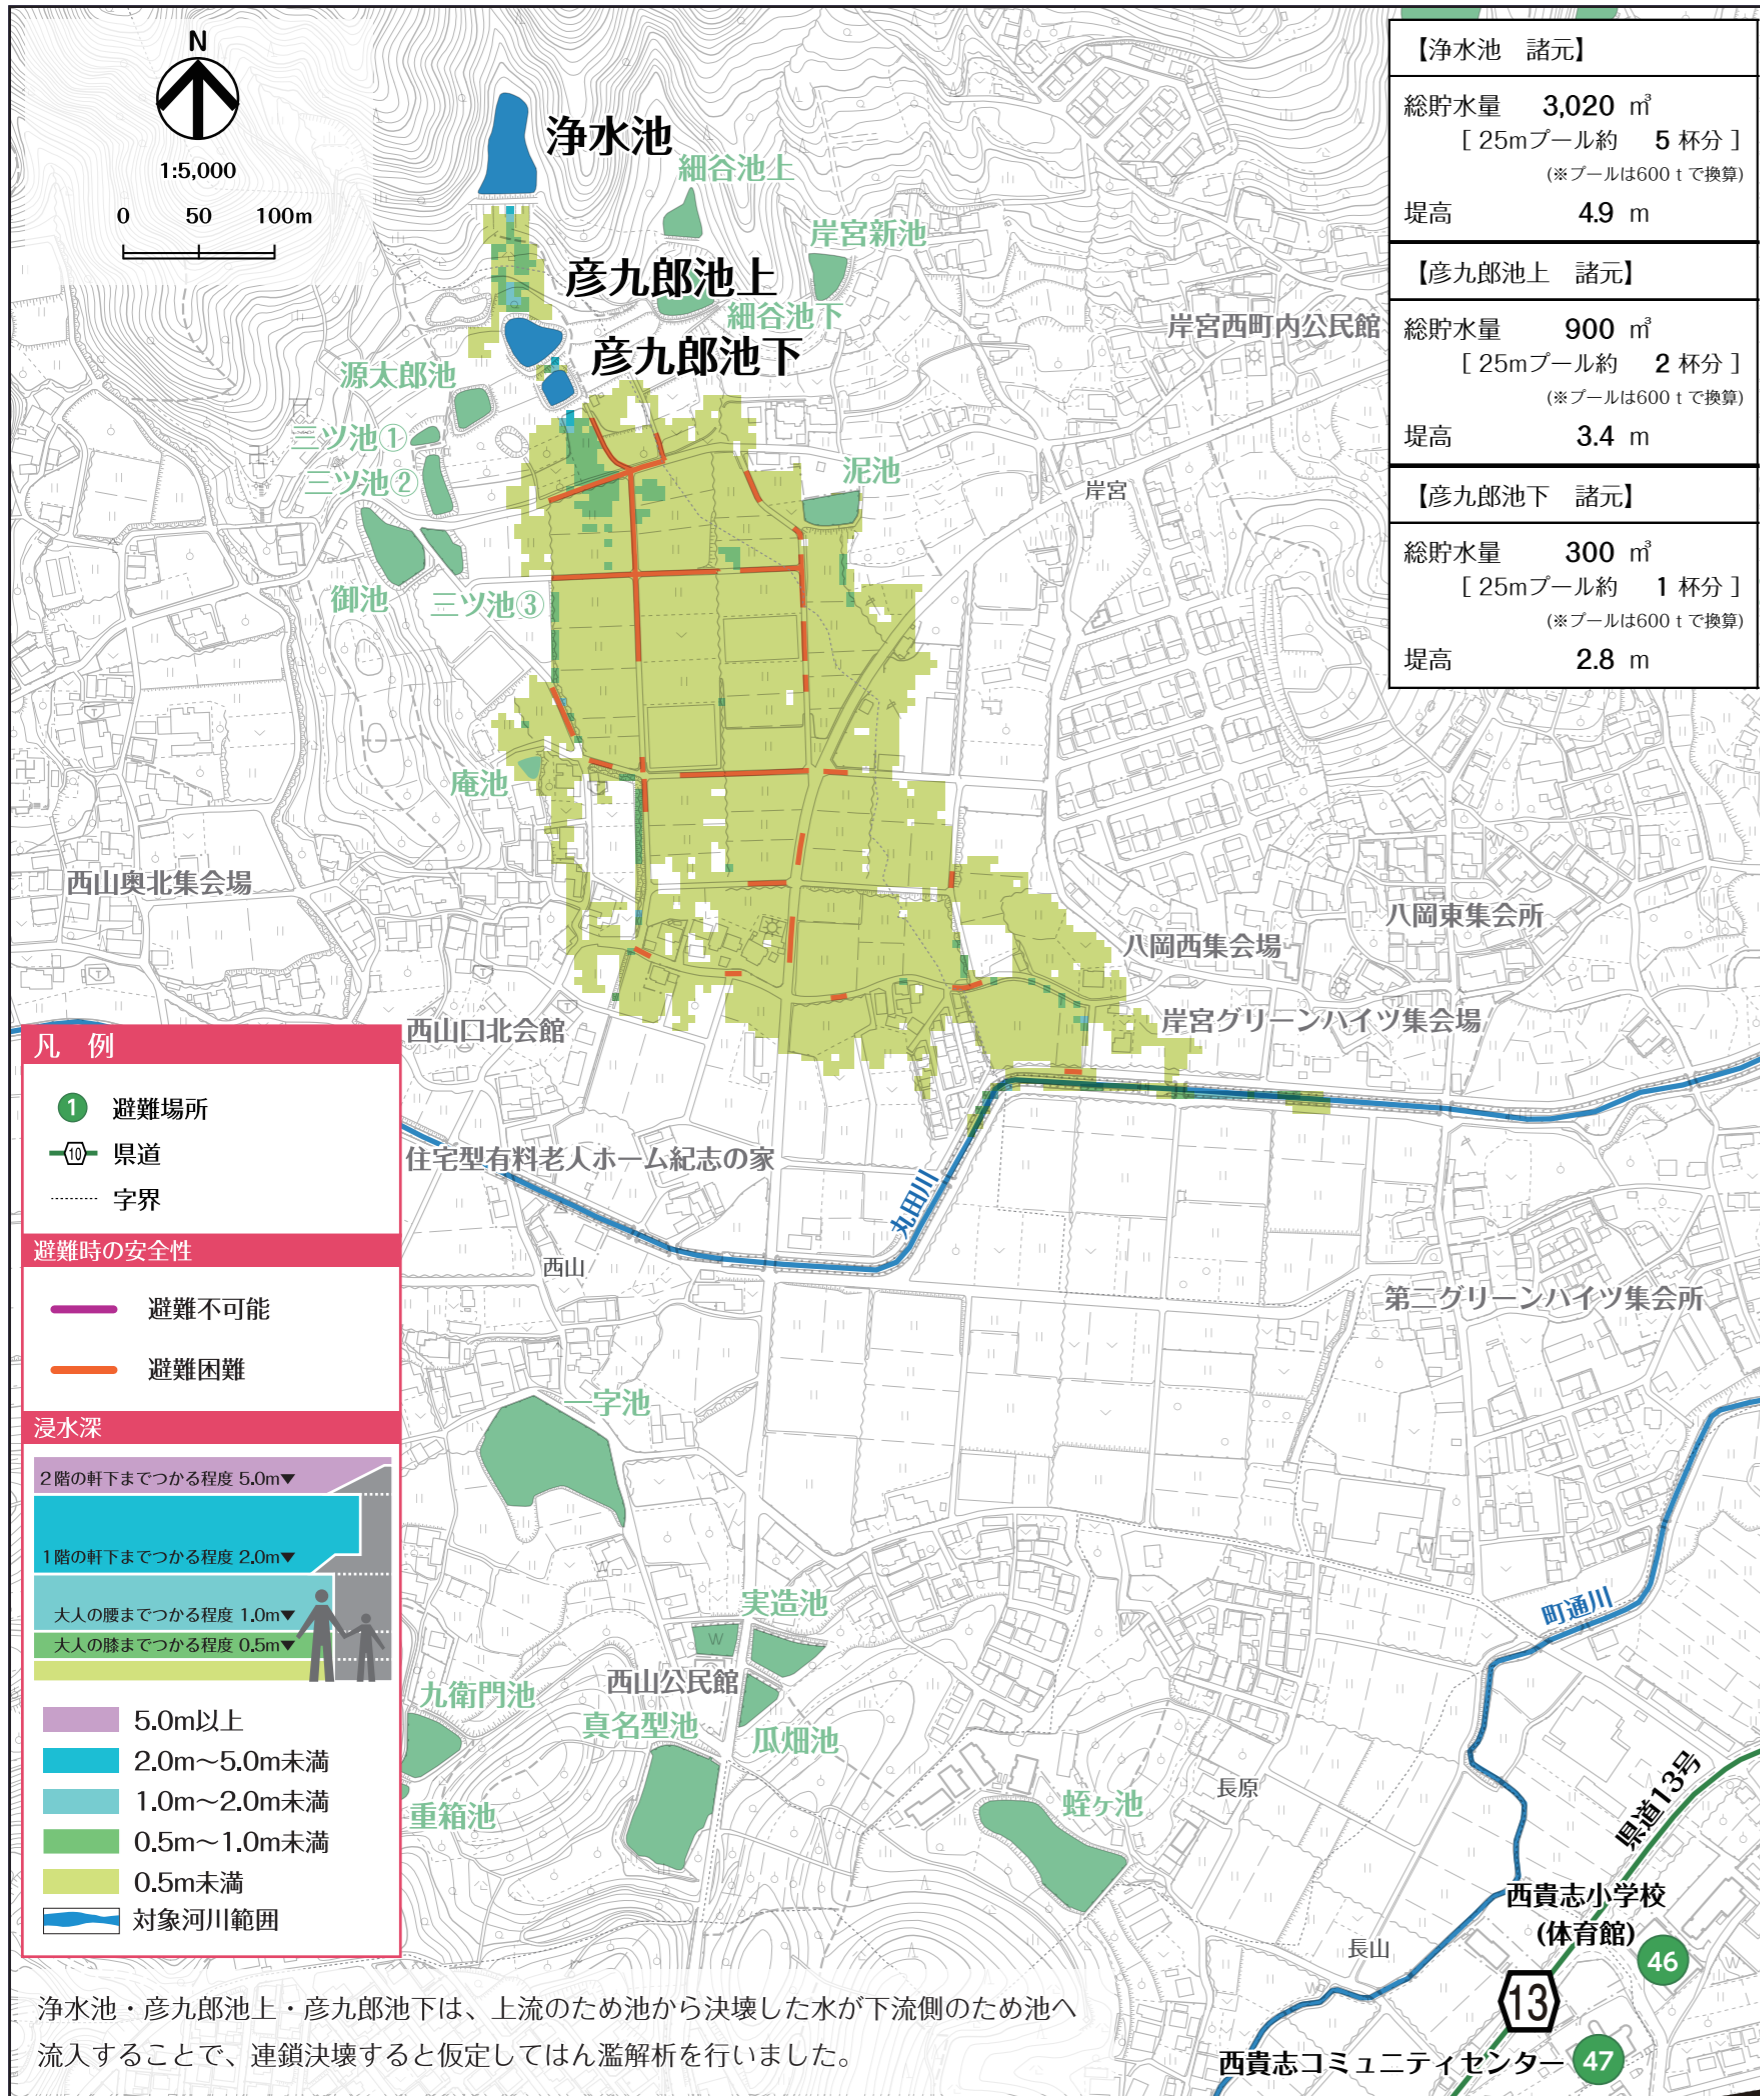 N
1:5,000
0 50 100m
【浄水池 諸元】
総貯水量 3,020 ㎥
[ 25mプール約 5 杯分 ]
(※プールは600 t で換算)
堤高 4.9 m
【彦九郎池上 諸元】
総貯水量 900 ㎥
[ 25mプール約 2 杯分 ]
(※プールは600 t で換算)
堤高 3.4 m
【彦九郎池下 諸元】
総貯水量 300 ㎥
[ 25mプール約 1 杯分 ]
(※プールは600 t で換算)
堤高 2.8 m
浄水池
細谷池上
岸宮新池
彦九郎池上
細谷池下
岸宮西町内公民館
彦九郎池下
源太郎池
三ツ池①
三ツ池②
泥池
岸宮
御池
三ツ池③
庵池
西山奥北集会場
八岡東集会所
八岡西集会場
岸宮グリーンハイツ集会場
西山口北会館
住宅型有料老人ホーム紀志の家
丸田川
西山
第二グリーンハイツ集会所
一字池
実造池
町通川
西山公民館
九衛門池
真名型池
瓜畑池
重箱池
蛭ヶ池
長原
県道13号
西貴志小学校
(体育館)
46
長山
13
西貴志コミュニティセンター 47
凡 例
1 避難場所
10 県道
字界
避難時の安全性
避難不可能
避難困難
浸水深
2階の軒下までつかる程度 5.0m▼
1階の軒下までつかる程度 2.0m▼
大人の腰までつかる程度 1.0m▼
大人の膝までつかる程度 0.5m▼
5.0m以上
2.0m〜5.0m未満
1.0m〜2.0m未満
0.5m〜1.0m未満
0.5m未満
対象河川範囲
浄水池・彦九郎池上・彦九郎池下は、上流のため池から決壊した水が下流側のため池へ
流入することで、連鎖決壊すると仮定してはん濫解析を行いました。